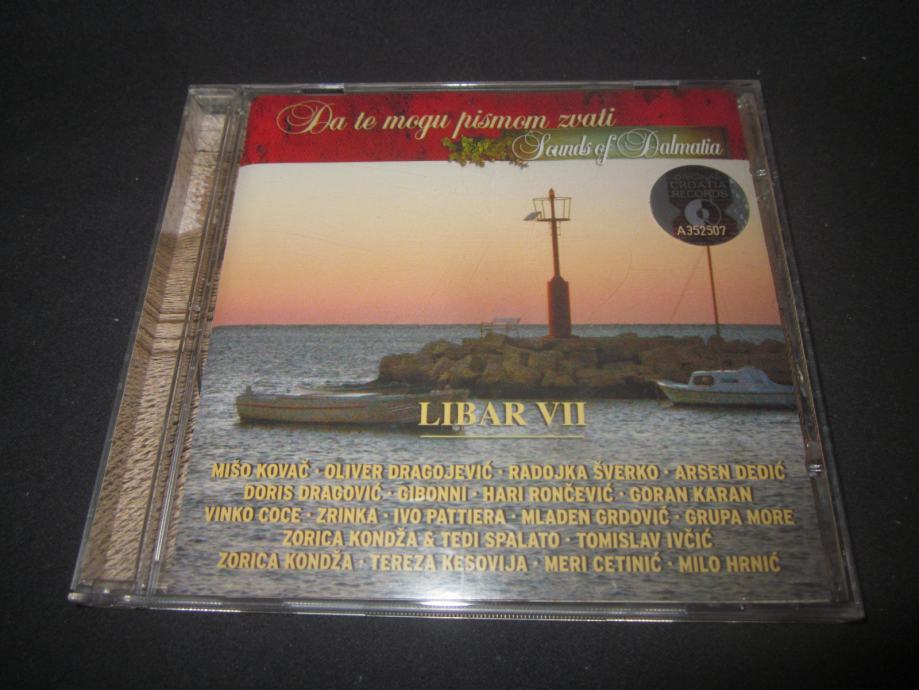 Da te mogu pismom zvati
Sounds of Dalmatia
ORIGINAL
CROATIA
RECORDS
A352507
LIBAR VII
MIŠO KOVAČ · OLIVER DRAGOJEVIĆ · RADOJKA ŠVERKO · ARSEN DEDIĆ
DORIS DRAGOVIĆ · GIBONNI · HARI RONČEVIĆ · GORAN KARAN
VINKO COCE · ZRINKA · IVO PATTIERA · MLADEN GRDOVIĆ · GRUPA MORE
ZORICA KONDŽA & TEDI SPALATO · TOMISLAV IVČIĆ
ZORICA KONDŽA · TEREZA KESOVIJA · MERI CETINIĆ · MILO HRNIĆ